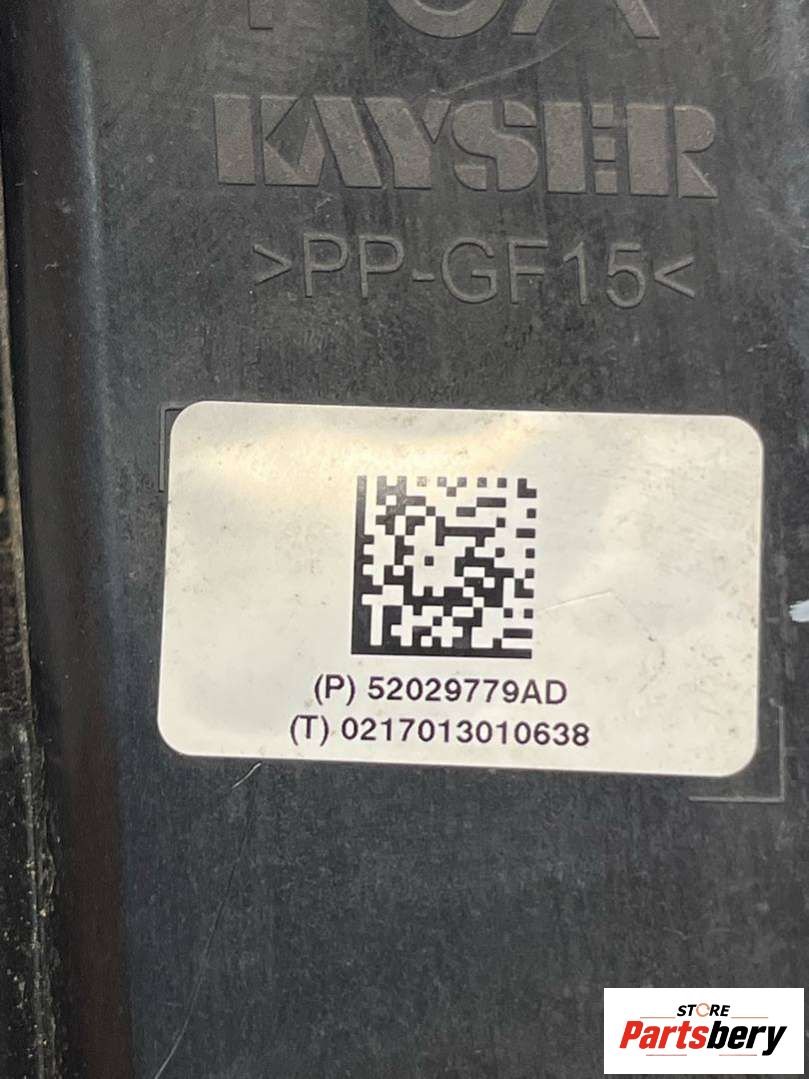 KAYSER
>PP-GF15<
(P) 52029779AD
(T) 0217013010638
STORE
Partsbery